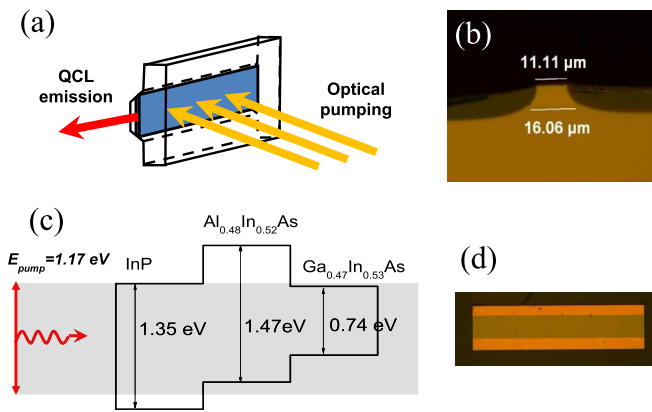 (a)
QCL
emission
Optical
pumping
(b)
11.11 µm
16.06 µm
(c)
E_pump=1.17 eV
InP
Al0.48In0.52As
Ga0.47In0.53As
1.35 eV
1.47eV
0.74 eV
(d)